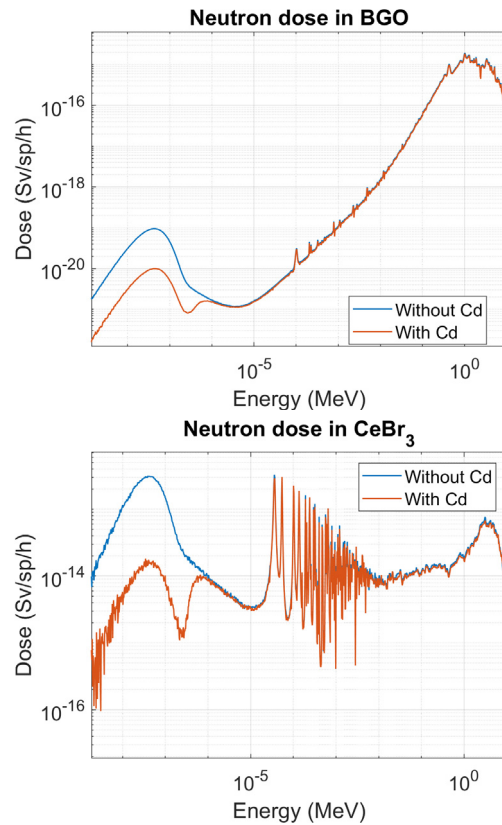 Neutron dose in BGO
Dose (Sv/sp/h)
10^-16
10^-18
10^-20
Without Cd
With Cd
10^-5
10^0
Energy (MeV)
Neutron dose in CeBr_3
Dose (Sv/sp/h)
Without Cd
With Cd
10^-14
10^-16
10^-5
10^0
Energy (MeV)